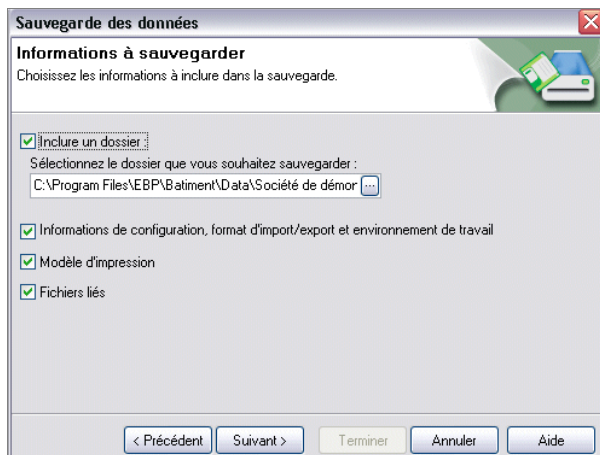 Sauvegarde des données
Informations à sauvegarder
Choisissez les informations à inclure dans la sauvegarde.
Inclure un dossier :
Sélectionnez le dossier que vous souhaitez sauvegarder :
C:\Program Files\EBP\Batiment\Data\Société de démor ...
Informations de configuration, format d'import/export et environnement de travail
Modèle d'impression
Fichiers liés
< Précédent Suivant > Terminer Annuler Aide